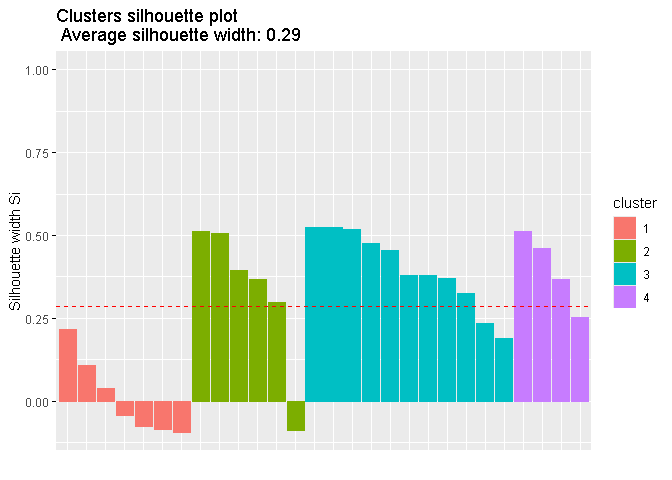 Clusters silhouette plot
Average silhouette width: 0.29
1.00
0.75
0.50
0.25
0.00
Silhouette width Si
cluster
1
2
3
4